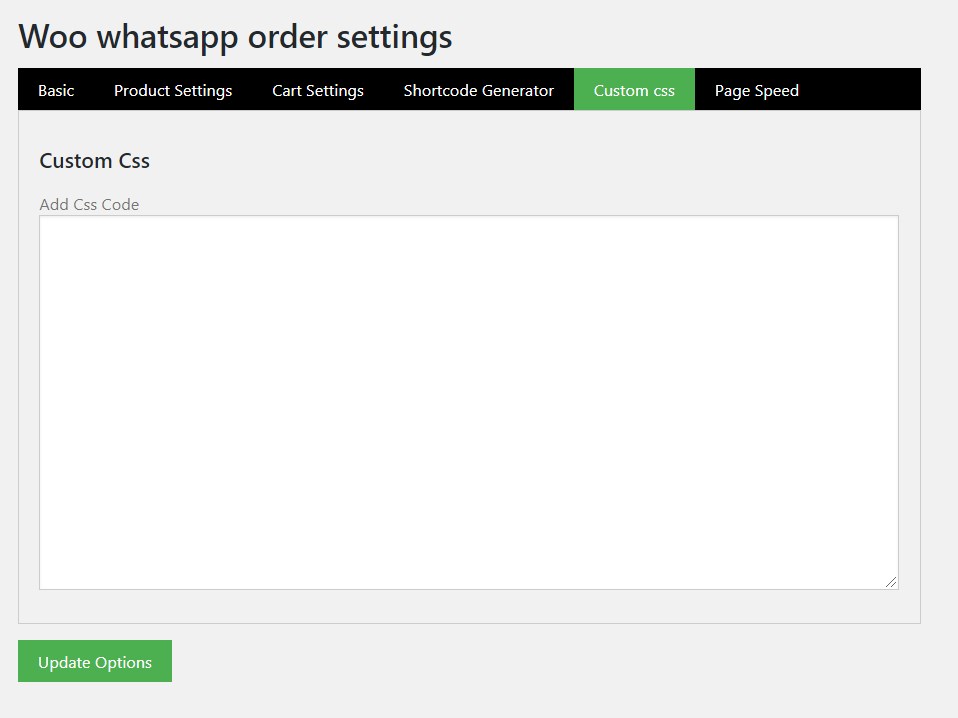 Woo whatsapp order settings
Basic Product Settings Cart Settings Shortcode Generator Custom css Page Speed
Custom Css
Add Css Code
Update Options